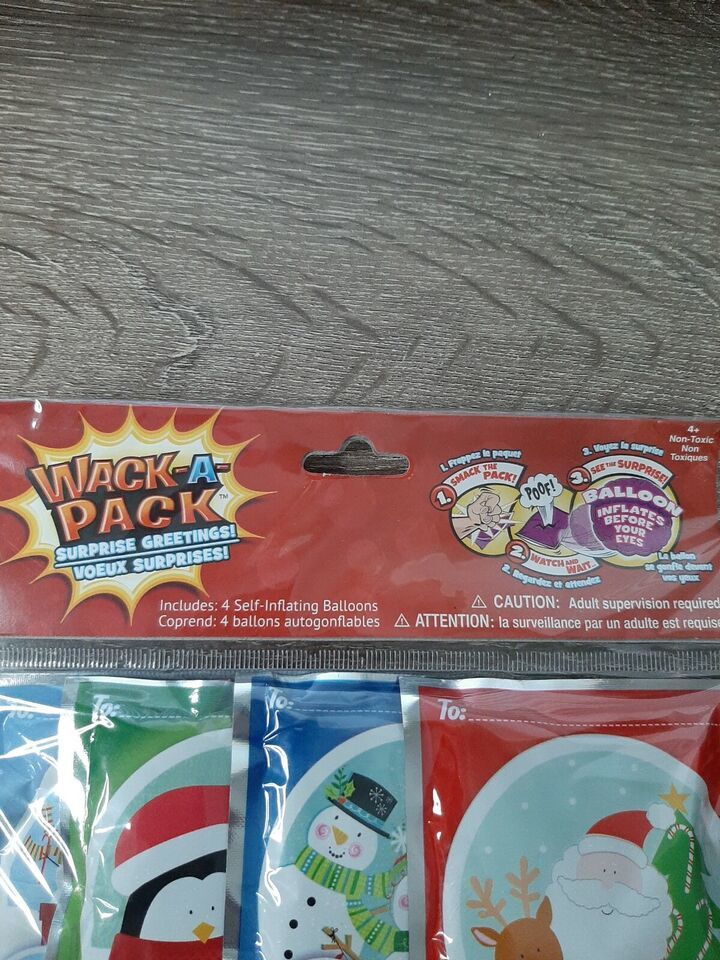 WACK-A-
PACK™
SURPRISE GREETINGS!
VOEUX SURPRISES!
Includes: 4 Self-Inflating Balloons
Coprend: 4 ballons autogonflables
1. Frappez le paquet
1. SMACK THE
PACK!
POOF!
2. WATCH AND
WAIT.
2. Regardez et attendez
3. Voyez la surprise
3. SEE THE SURPRISE!
BALLOON
INFLATES
BEFORE
YOUR
EYES
Le ballon
se gonfle devant
vos yeux
4+
Non-Toxic
Non
Toxiques
⚠ CAUTION: Adult supervision required
⚠ ATTENTION: la surveillance par un adulte est requise
To:
To:
To:
To: